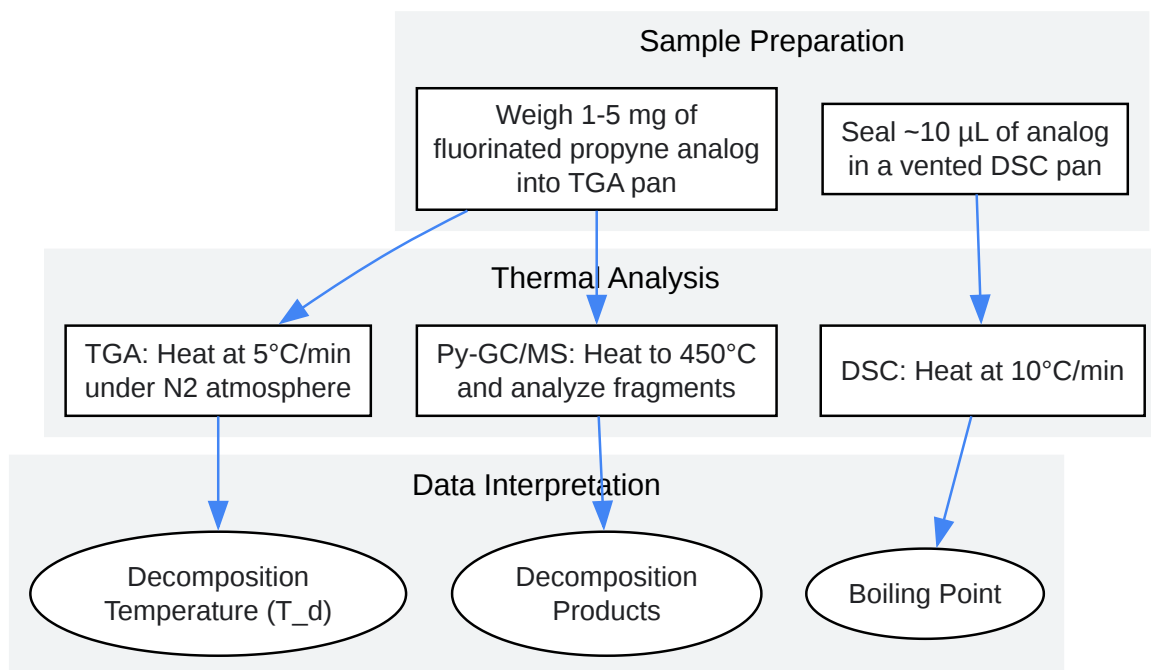 Sample Preparation
Weigh 1-5 mg of
fluorinated propyne analog
into TGA pan
Seal ~10 µL of analog
in a vented DSC pan
Thermal Analysis
TGA: Heat at 5°C/min
under N2 atmosphere
Py-GC/MS: Heat to 450°C
and analyze fragments
DSC: Heat at 10°C/min
Data Interpretation
Decomposition
Temperature (T_d)
Decomposition
Products
Boiling Point